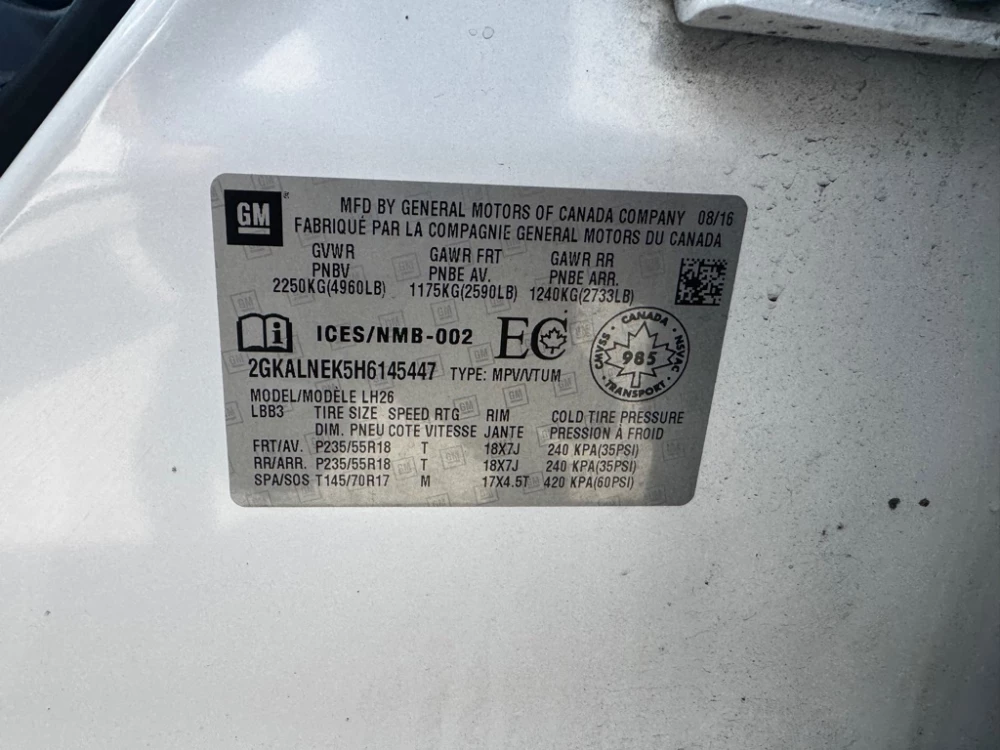 GM
MFD BY GENERAL MOTORS OF CANADA COMPANY 08/16
FABRIQUÉ PAR LA COMPAGNIE GENERAL MOTORS DU CANADA
GVWR GAWR FRT GAWR RR
PNBV PNBE AV. PNBE ARR.
2250KG(4960LB) 1175KG(2590LB) 1240KG(2733LB)
ICES/NMB-002 EC
CANADA
CMVSS 985 NSVAC
TRANSPORT
2GKALNEK5H6145447 TYPE: MPV/VTUM
MODEL/MODÈLE LH26
LBB3 TIRE SIZE SPEED RTG RIM COLD TIRE PRESSURE
DIM. PNEU COTE VITESSE JANTE PRESSION À FROID
FRT/AV. P235/55R18 T 18X7J 240 KPA(35PSI)
RR/ARR. P235/55R18 T 18X7J 240 KPA(35PSI)
SPA/SOS T145/70R17 M 17X4.5T 420 KPA(60PSI)